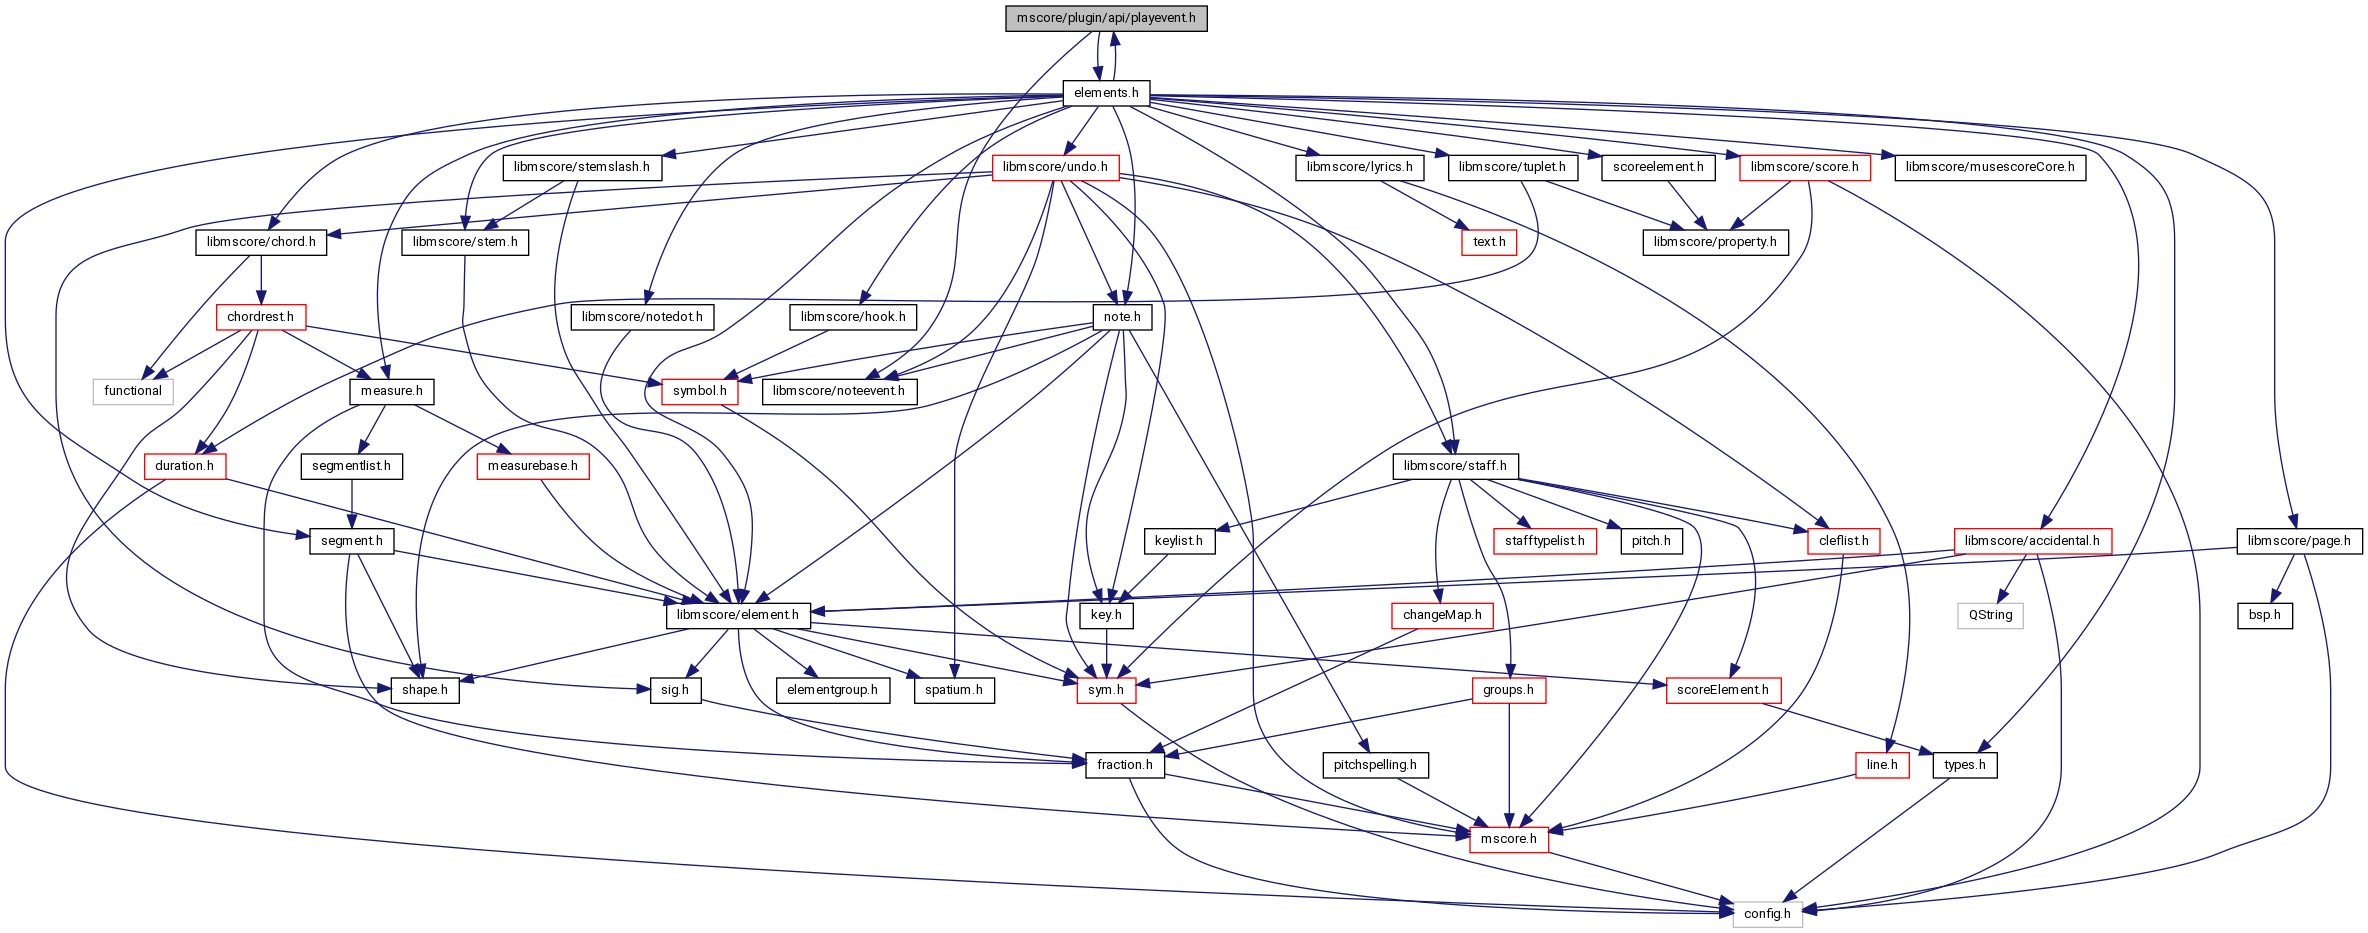 mscore/plugin/api/playevent.h
elements.h
libmscore/stemslash.h
libmscore/undo.h
libmscore/lyrics.h
libmscore/tuplet.h
scoreelement.h
libmscore/score.h
libmscore/musescoreCore.h
libmscore/chord.h
libmscore/stem.h
text.h
libmscore/property.h
chordrest.h
libmscore/notedot.h
libmscore/hook.h
note.h
functional
measure.h
symbol.h
libmscore/noteevent.h
duration.h
segmentlist.h
measurebase.h
libmscore/staff.h
segment.h
keylist.h
stafftypelist.h
pitch.h
cleflist.h
libmscore/accidental.h
libmscore/page.h
libmscore/element.h
key.h
changeMap.h
QString
bsp.h
shape.h
sig.h
elementgroup.h
spatium.h
sym.h
groups.h
scoreElement.h
fraction.h
pitchspelling.h
line.h
types.h
mscore.h
config.h